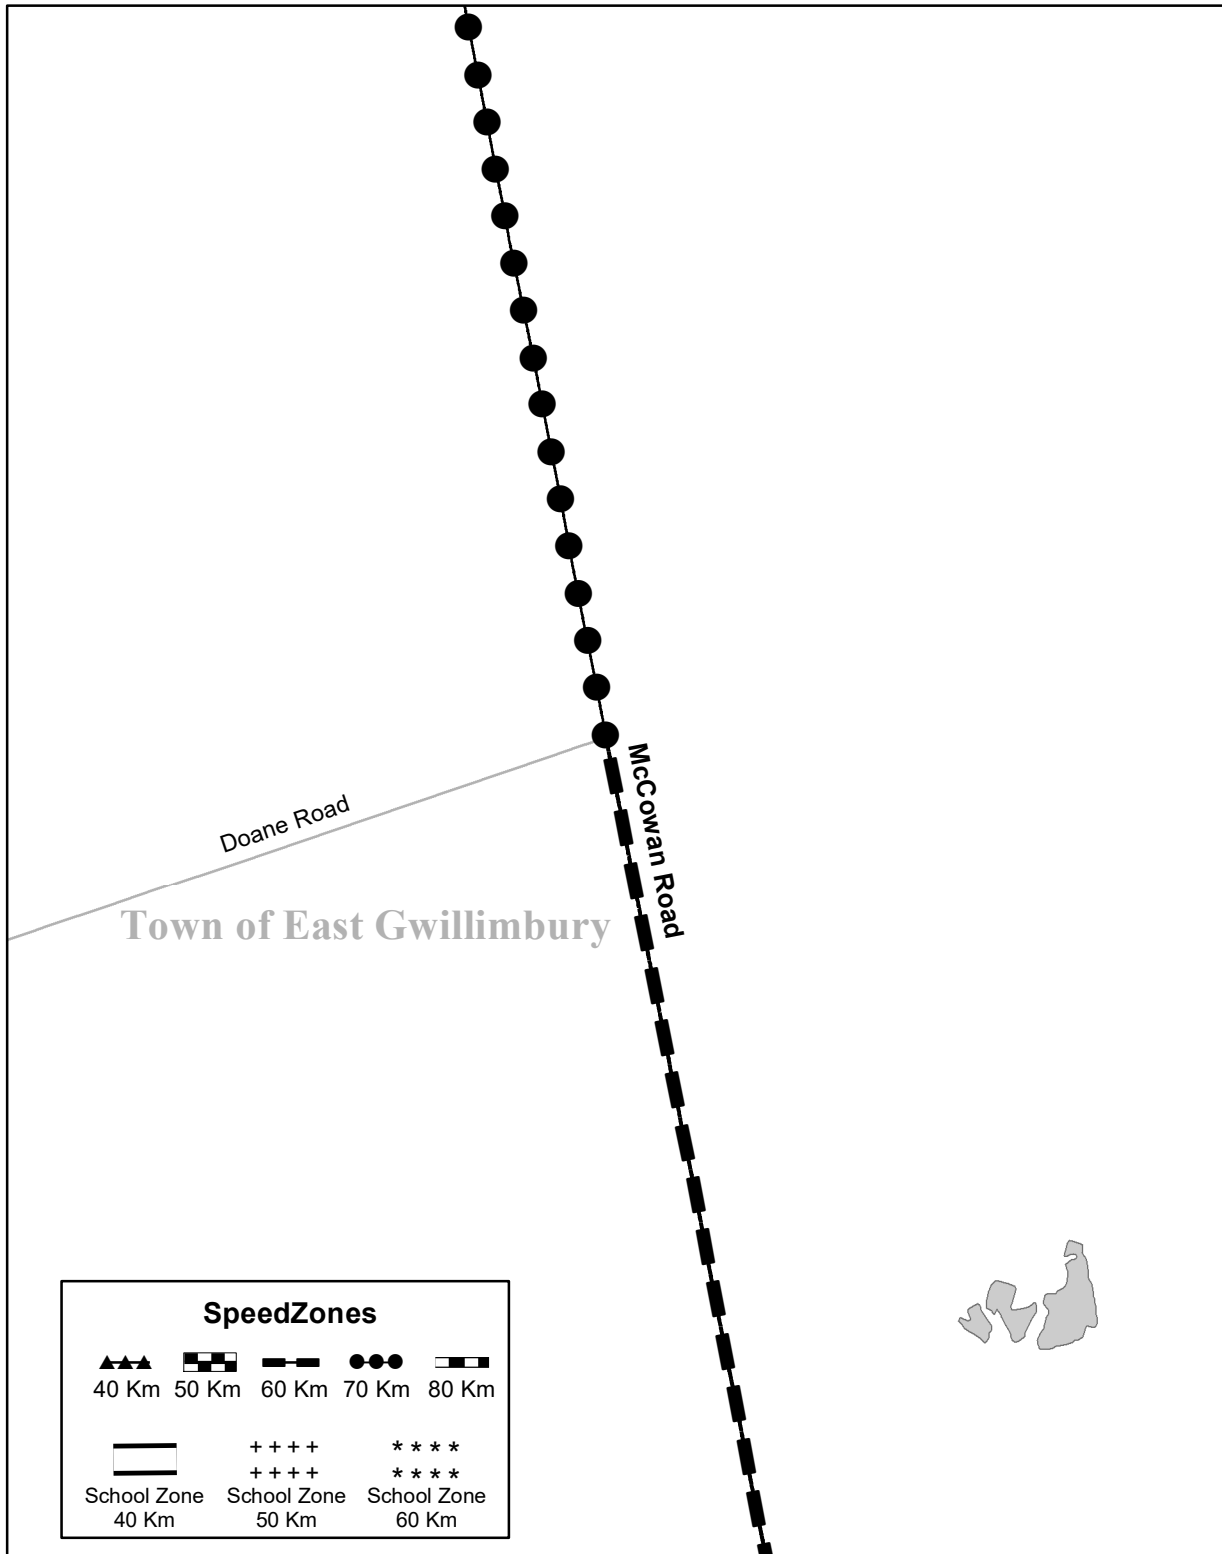 McCowan Road
Doane Road
Town of East Gwillimbury
SpeedZones
40 Km 50 Km 60 Km 70 Km 80 Km
School Zone School Zone School Zone
40 Km 50 Km 60 Km